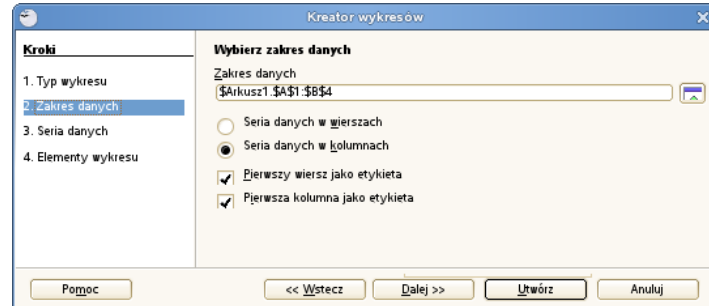 Kreator wykresów
Kroki
1. Typ wykresu
2. Zakres danych
3. Seria danych
4. Elementy wykresu
Wybierz zakres danych
Zakres danych
$Arkusz1.$A$1:$B$4
Seria danych w wierszach
Seria danych w kolumnach
Pierwszy wiersz jako etykieta
Pierwsza kolumna jako etykieta
Pomoc
<< Wstecz
Dalej >>
Utwórz
Anuluj